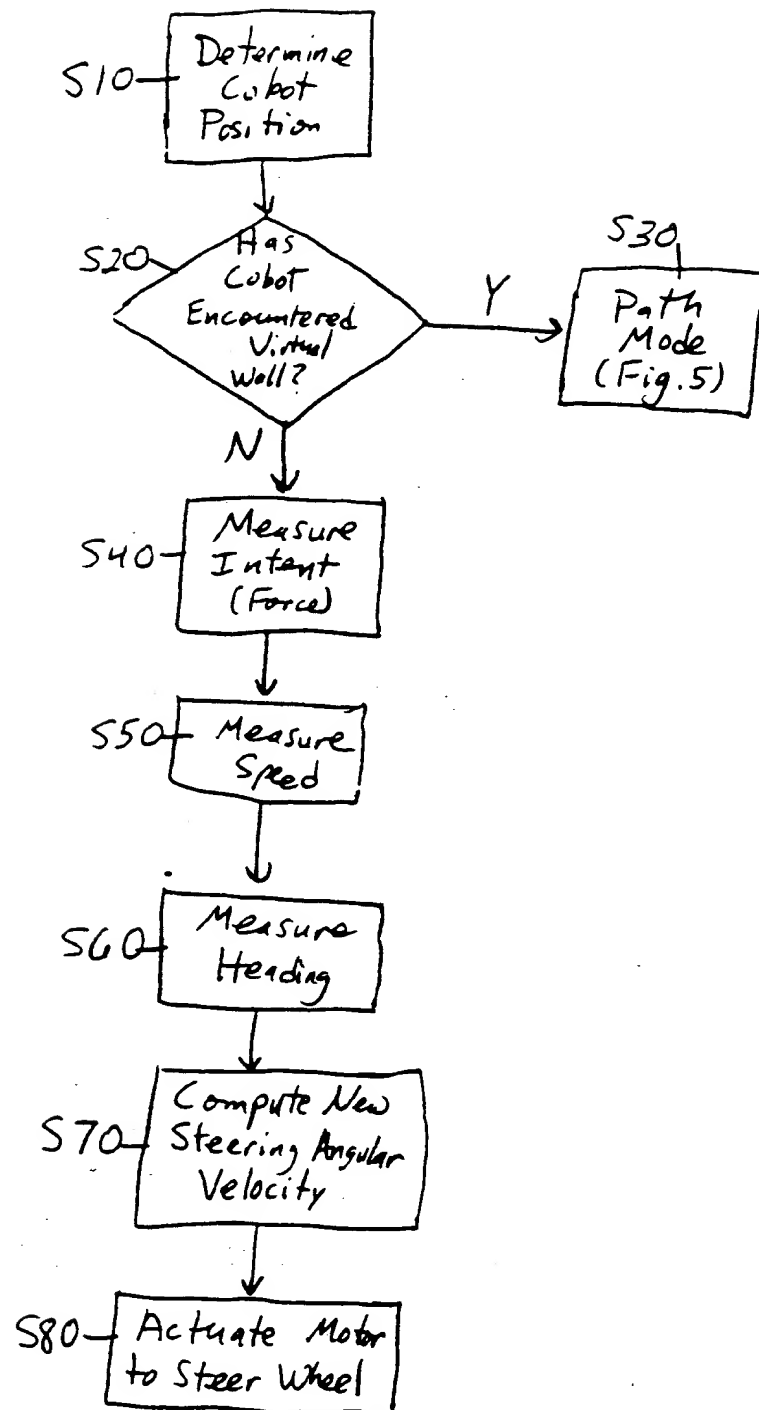 S10
Determine
Cobot
Position
S20
Has
Cobot
Encountered
Virtual
Wall?
Y
S30
Path
Mode
(Fig.5)
N
S40
Measure
Intent
(Force)
S50
Measure
Speed
S60
Measure
Heading
S70
Compute New
Steering Angular
Velocity
S80
Actuate Motor
to Steer Wheel